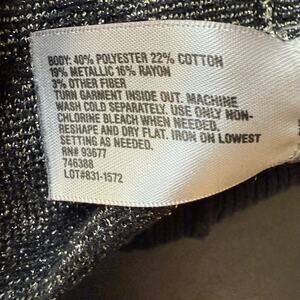 BODY: 40% POLYESTER 22% COTTON
19% METALLIC 16% RAYON
3% OTHER FIBER
TURN GARMENT INSIDE OUT. MACHINE
WASH COLD SEPARATELY. USE ONLY NON-
CHLORINE BLEACH WHEN NEEDED.
RESHAPE AND DRY FLAT. IRON ON LOWEST
SETTING AS NEEDED.
RN# 93677
746388
LOT#831-1572